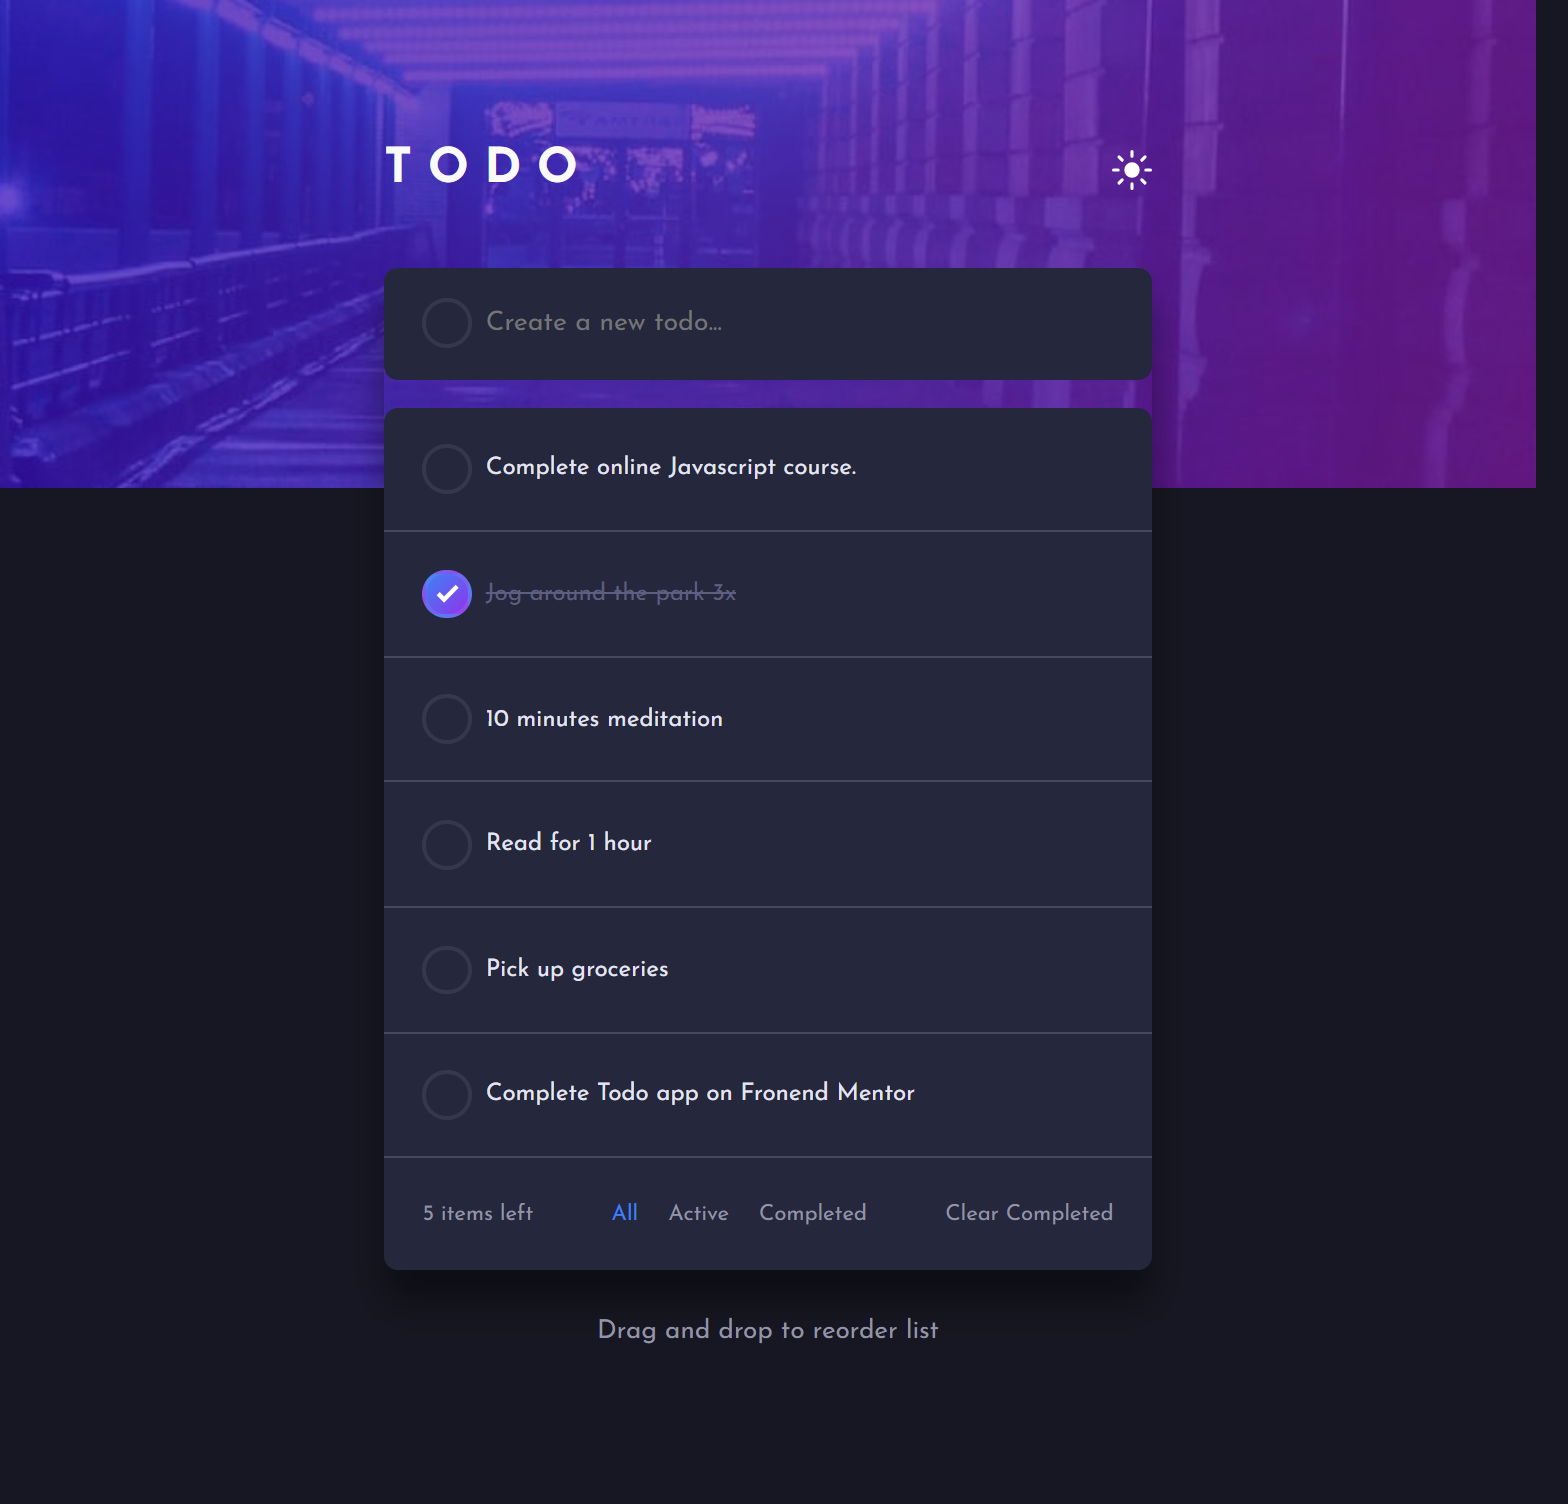 TODO
Create a new todo...
Complete online Javascript course.
Jog around the park 3x
10 minutes meditation
Read for 1 hour
Pick up groceries
Complete Todo app on Fronend Mentor
5 items left All Active Completed Clear Completed
Drag and drop to reorder list